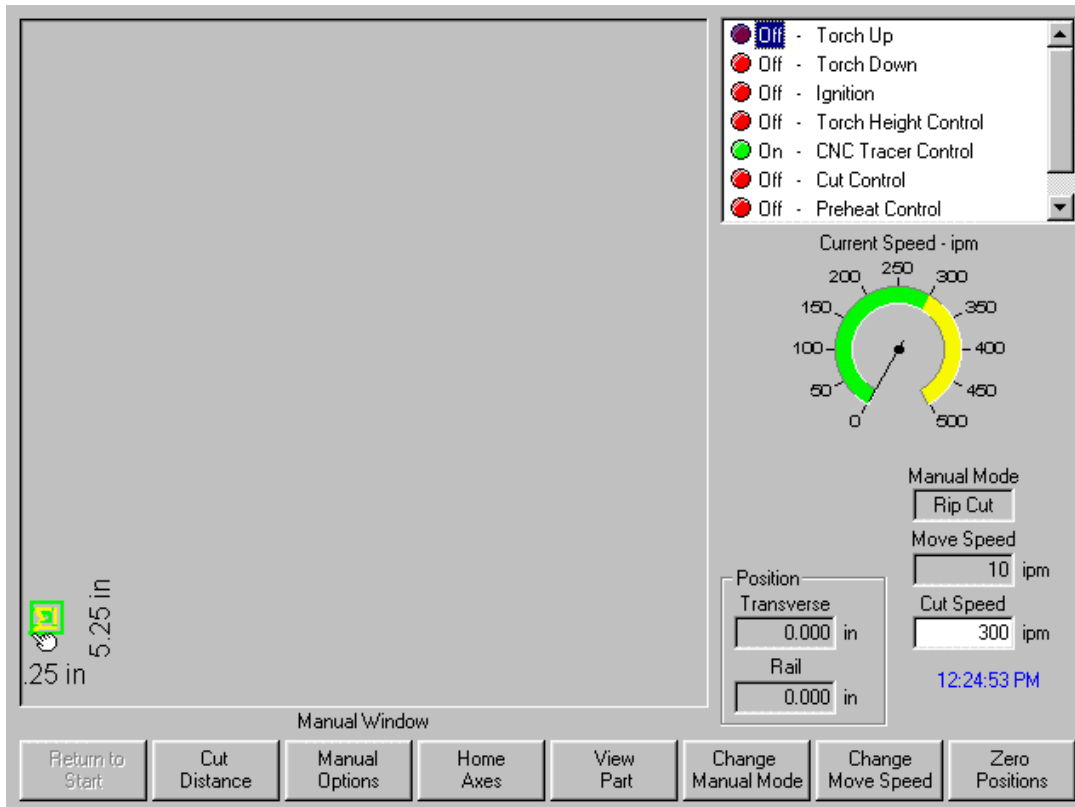 Off - Torch Up
Off - Torch Down
Off - Ignition
Off - Torch Height Control
On - CNC Tracer Control
Off - Cut Control
Off - Preheat Control
Current Speed - ipm
0
50
100
150
200
250
300
350
400
450
500
Manual Mode
Rip Cut
Move Speed
10 ipm
Cut Speed
300 ipm
12:24:53 PM
Position
Transverse
0.000 in
Rail
0.000 in
5.25 in
.25 in
Manual Window
Return to
Start
Cut
Distance
Manual
Options
Home
Axes
View
Part
Change
Manual Mode
Change
Move Speed
Zero
Positions